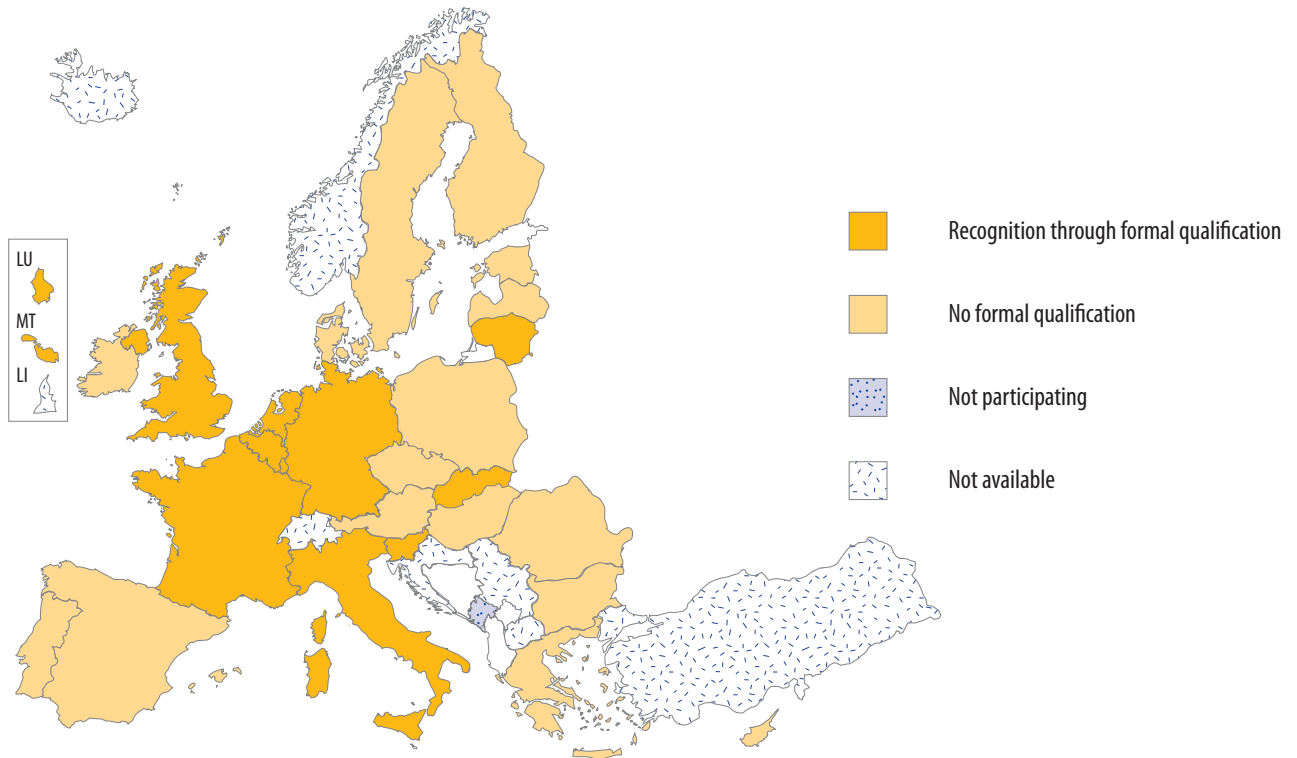 LU
MT
LI
Recognition through formal qualification
No formal qualification
Not participating
Not available